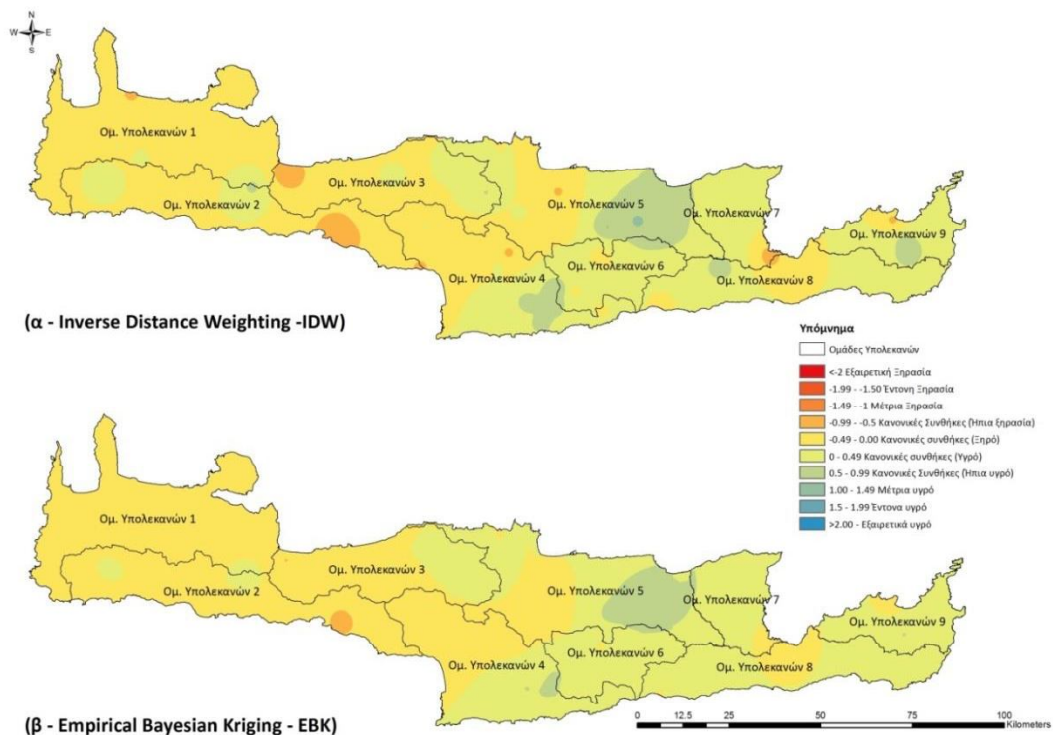 N
W E
S
Ομ. Υπολεκανών 1
Ομ. Υπολεκανών 2
Ομ. Υπολεκανών 3
Ομ. Υπολεκανών 4
Ομ. Υπολεκανών 5
Ομ. Υπολεκανών 6
Ομ. Υπολεκανών 7
Ομ. Υπολεκανών 8
Ομ. Υπολεκανών 9
(α - Inverse Distance Weighting -IDW)
Υπόμνημα
Ομάδες Υπολεκανών
<-2 Εξαιρετική Ξηρασία
-1.99 - -1.50 Έντονη Ξηρασία
-1.49 - -1 Μέτρια Ξηρασία
-0.99 - -0.5 Κανονικές Συνθήκες (Ήπια ξηρασία)
-0.49 - 0.00 Κανονικές συνθήκες (Ξηρό)
0 - 0.49 Κανονικές συνθήκες (Υγρό)
0.5 - 0.99 Κανονικές Συνθήκες (Ήπια υγρό)
1.00 - 1.49 Μέτρια υγρό
1.5 - 1.99 Έντονα υγρό
>2.00 - Εξαιρετικά υγρό
Ομ. Υπολεκανών 1
Ομ. Υπολεκανών 2
Ομ. Υπολεκανών 3
Ομ. Υπολεκανών 4
Ομ. Υπολεκανών 5
Ομ. Υπολεκανών 6
Ομ. Υπολεκανών 7
Ομ. Υπολεκανών 8
Ομ. Υπολεκανών 9
(β - Empirical Bayesian Kriging - EBK)
0 12.5 25 50 75 100
Kilometers